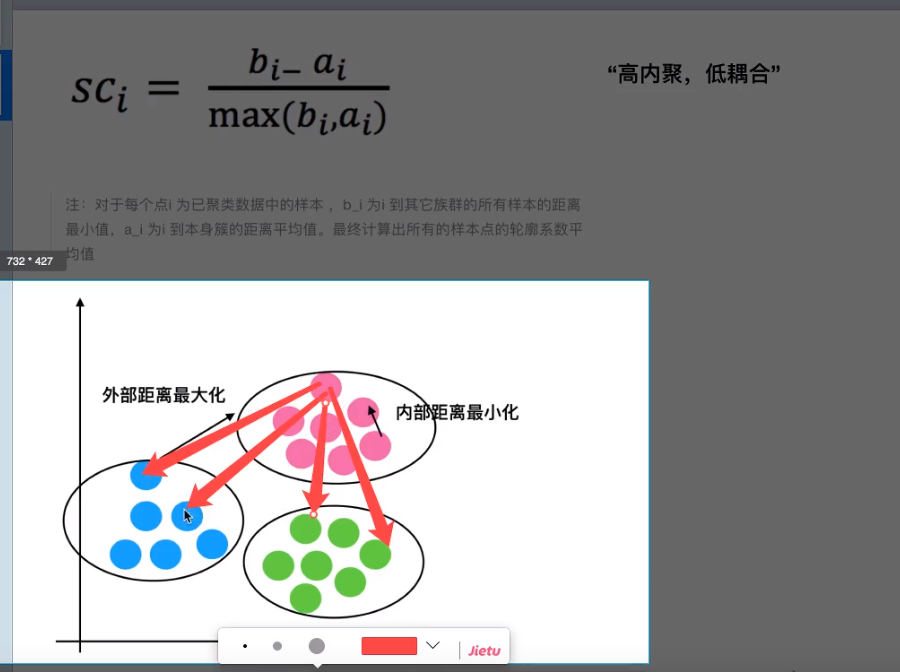 sc_i = (b_i − a_i) / max(b_i,a_i)
“高内聚，低耦合”
注：对于每个点i 为已聚类数据中的样本 ，b_i 为i 到其它族群的所有样本的距离
最小值，a_i 为i 到本身簇的距离平均值。最终计算出所有的样本点的轮廓系数平
均值
732 * 427
外部距离最大化
内部距离最小化
Jietu